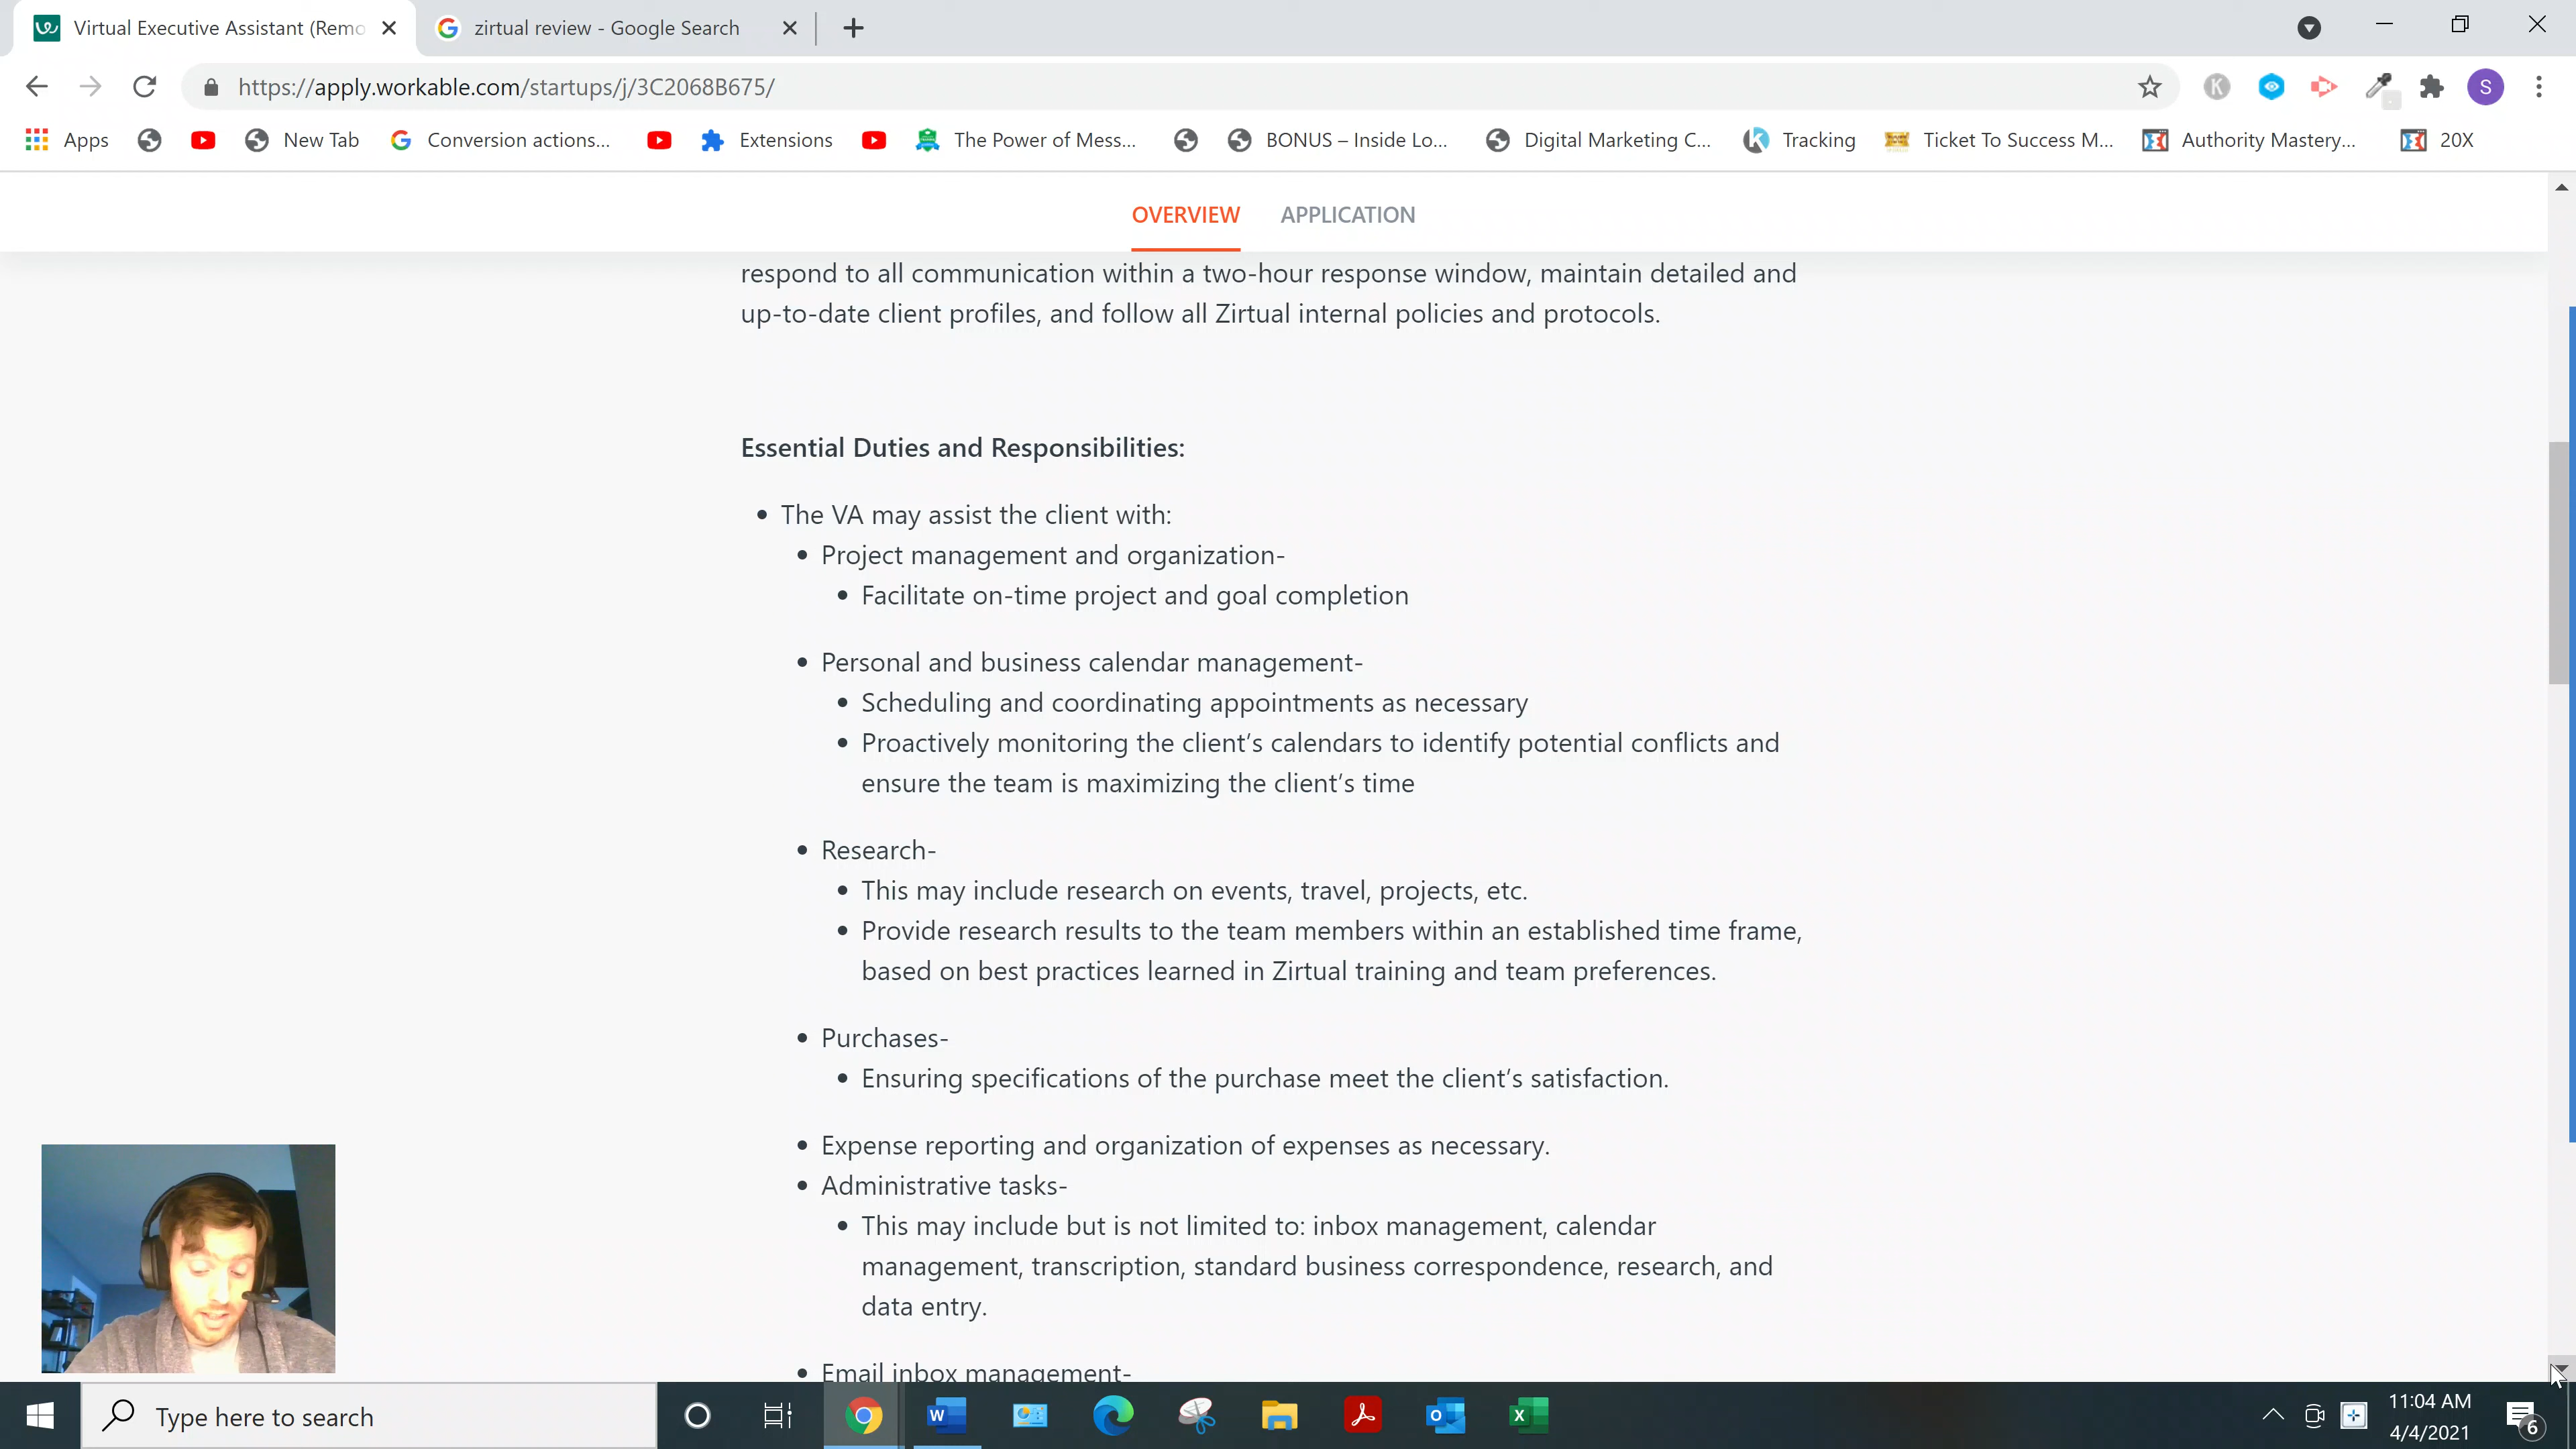 Virtual Executive Assistant (Remo
zirtual review - Google Search
https://apply.workable.com/startups/j/3C2068B675/
K
S
Apps
New Tab
Conversion actions...
Extensions
The Power of Mess...
BONUS – Inside Lo...
Digital Marketing C...
Tracking
Ticket To Success M...
Authority Mastery...
20X
OVERVIEW
APPLICATION
respond to all communication within a two-hour response window, maintain detailed and
up-to-date client profiles, and follow all Zirtual internal policies and protocols.
Essential Duties and Responsibilities:
• The VA may assist the client with:
• Project management and organization-
• Facilitate on-time project and goal completion
• Personal and business calendar management-
• Scheduling and coordinating appointments as necessary
• Proactively monitoring the client's calendars to identify potential conflicts and
ensure the team is maximizing the client's time
• Research-
• This may include research on events, travel, projects, etc.
• Provide research results to the team members within an established time frame,
based on best practices learned in Zirtual training and team preferences.
• Purchases-
• Ensuring specifications of the purchase meet the client's satisfaction.
• Expense reporting and organization of expenses as necessary.
• Administrative tasks-
• This may include but is not limited to: inbox management, calendar
management, transcription, standard business correspondence, research, and
data entry.
• Email inbox management-
Type here to search
11:04 AM
4/4/2021
6